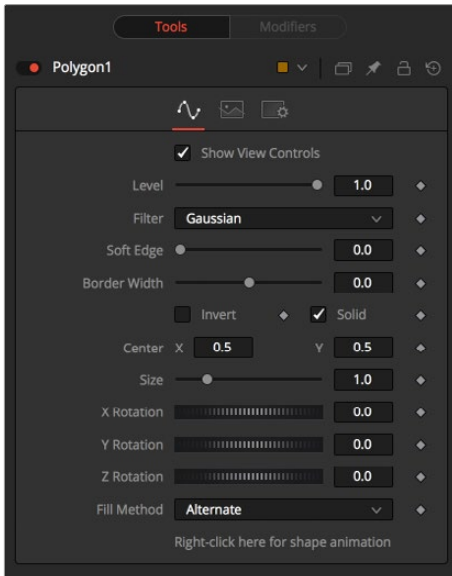 Tools Modifiers
Polygon1
Show View Controls
Level 1.0
Filter Gaussian
Soft Edge 0.0
Border Width 0.0
Invert Solid
Center X 0.5 Y 0.5
Size 1.0
X Rotation 0.0
Y Rotation 0.0
Z Rotation 0.0
Fill Method Alternate
Right-click here for shape animation